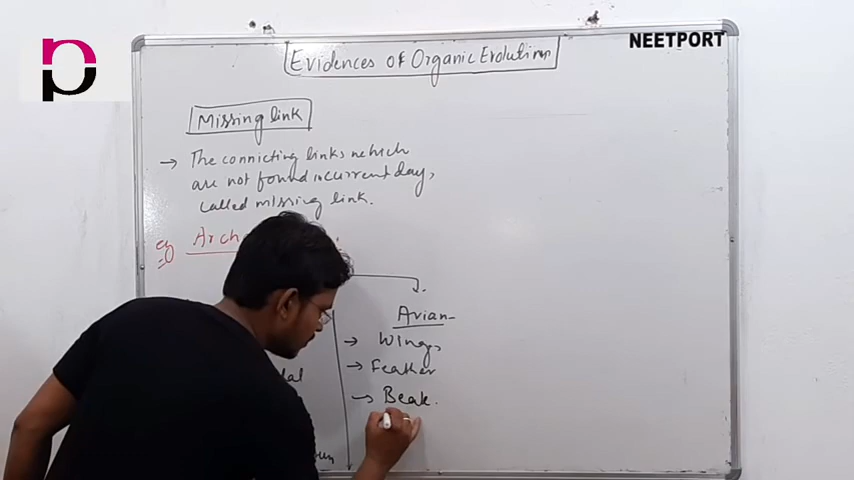 NEETPORT
Evidences of Organic Evolution
Missing link
→ The connicting links which
are not found in current day,
called missing link.
eg Arch
Avian-
→ Wings
→ Feather
→ Beak.